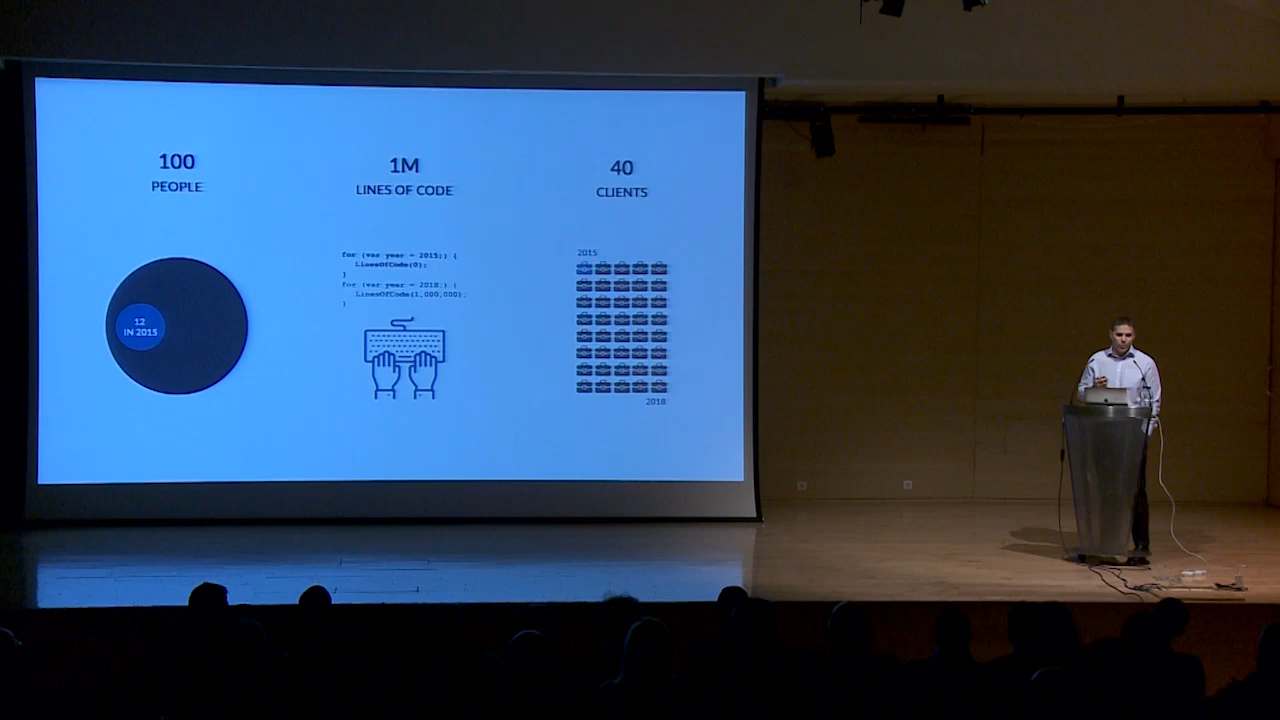 100
PEOPLE
12
IN 2015
1M
LINES OF CODE
for (var year = 2015;) {
LinesOfCode(0);
}
for (var year = 2018;) {
LinesOfCode(1,000,000);
}
40
CLIENTS
2015
2018